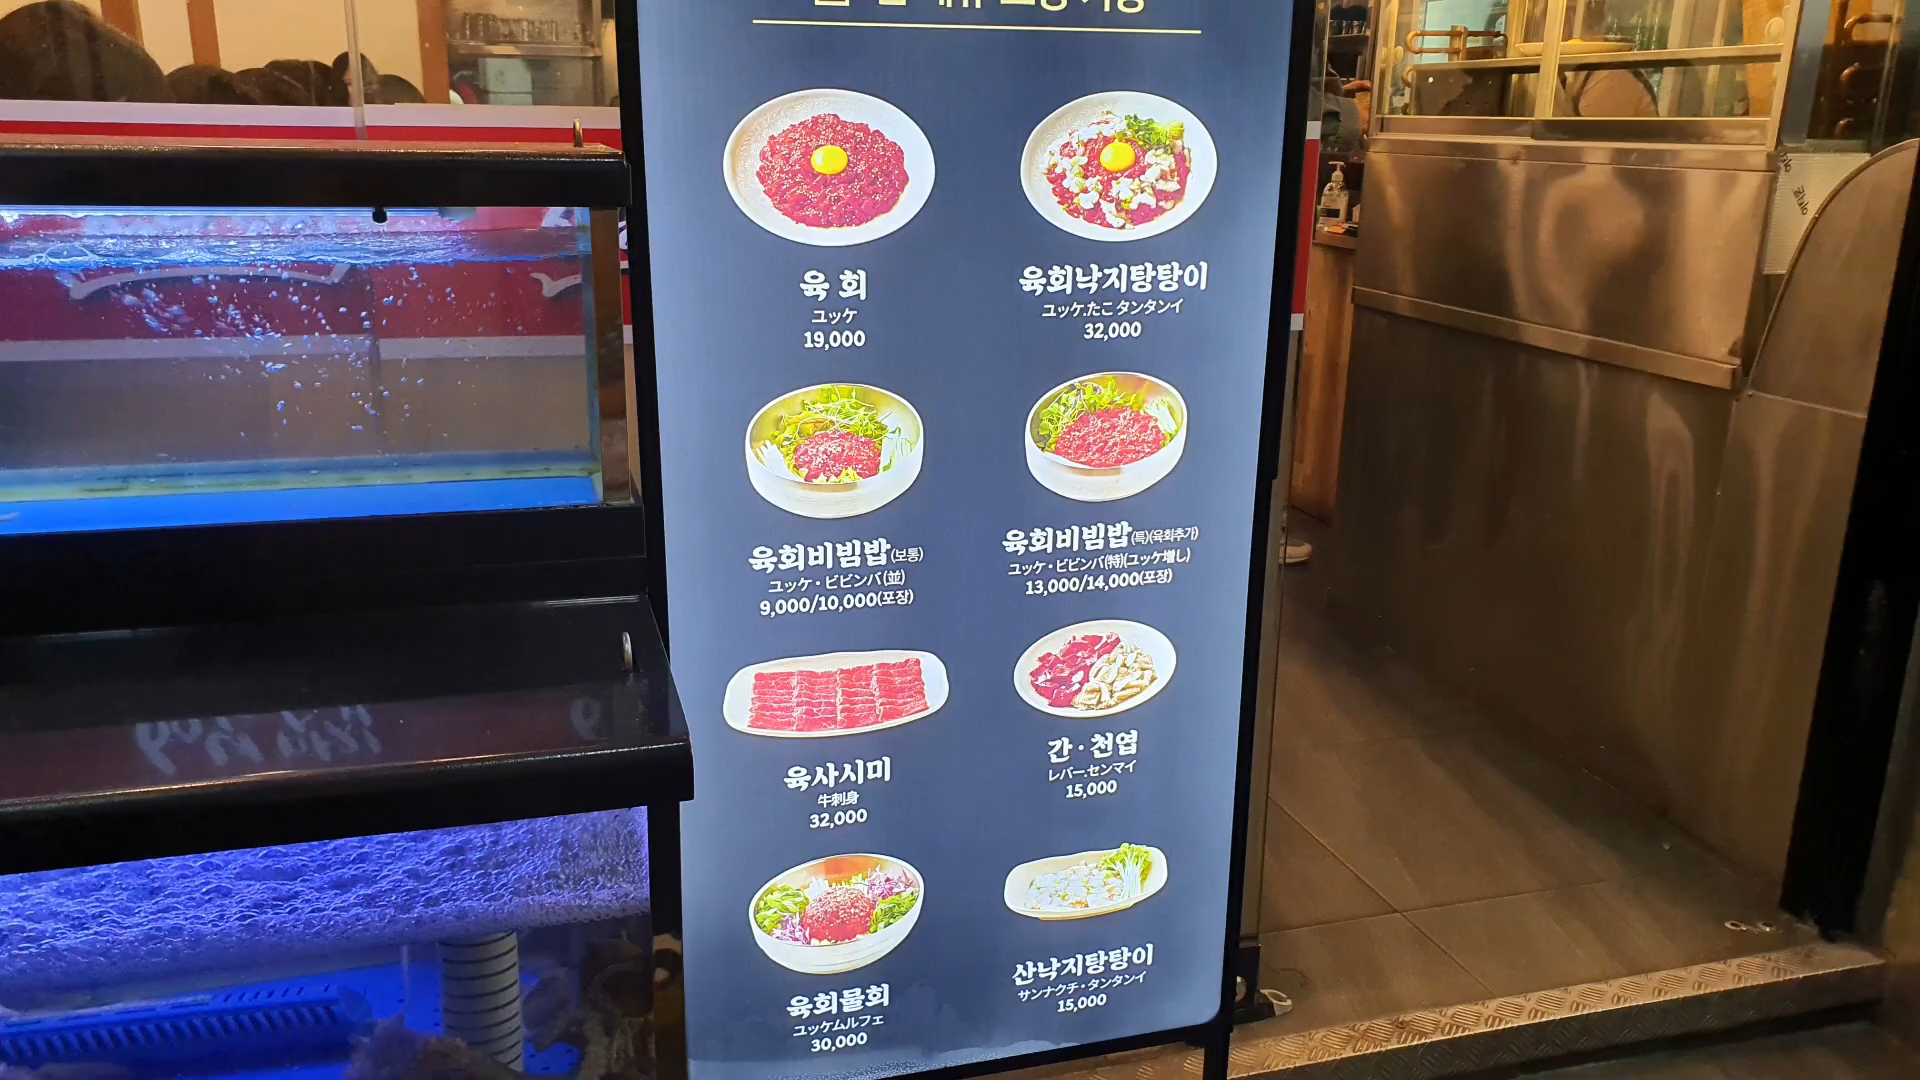 육회
ユッケ
19,000
육회낙지탕탕이
ユッケ.たこ タンタンイ
32,000
육회비빔밥(보통)
ユッケ・ビビンバ(並)
9,000/10,000(포장)
육회비빔밥(특)(육회추가)
ユッケ・ビビンバ(特)(ユッケ増し)
13,000/14,000(포장)
육사시미
牛刺身
32,000
간·천엽
レバー.センマイ
15,000
육회물회
ユッケムルフェ
30,000
산낙지탕탕이
サンナクチ・タンタンイ
15,000